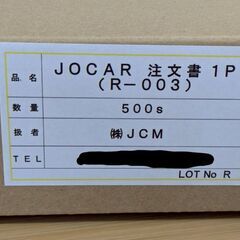 品名 JOCAR 注文書 1P
(R-003)
数量 500s
扱者 ㈱JCM
TEL
LOT No R